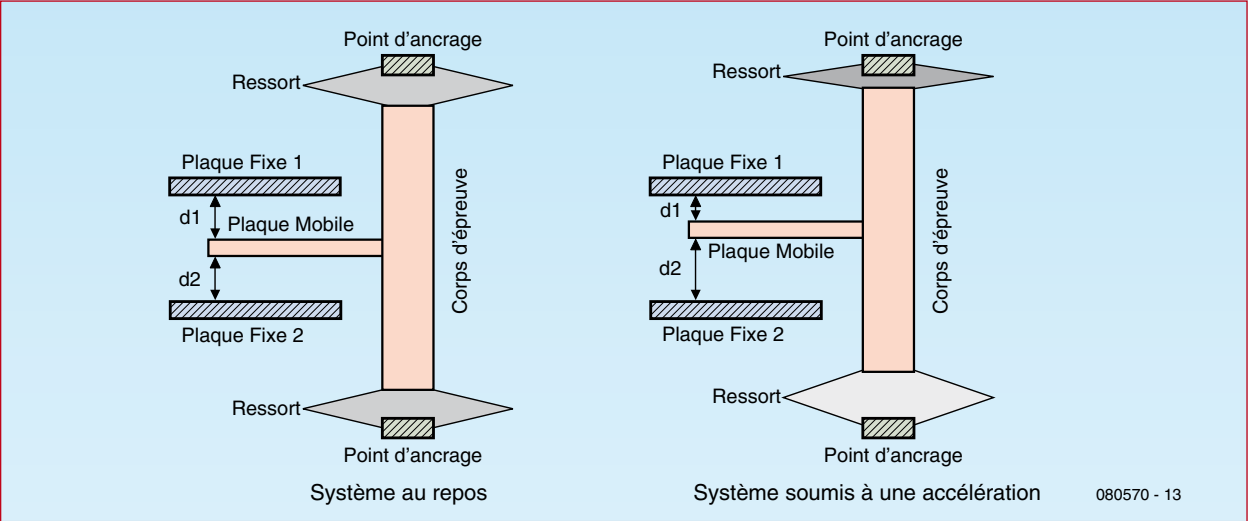 Point d'ancrage
Ressort
Plaque Fixe 1
d1
Plaque Mobile
d2
Plaque Fixe 2
Corps d'épreuve
Ressort
Point d'ancrage
Système au repos
Point d'ancrage
Ressort
Plaque Fixe 1
d1
Plaque Mobile
d2
Plaque Fixe 2
Corps d'épreuve
Ressort
Point d'ancrage
Système soumis à une accélération
080570 - 13